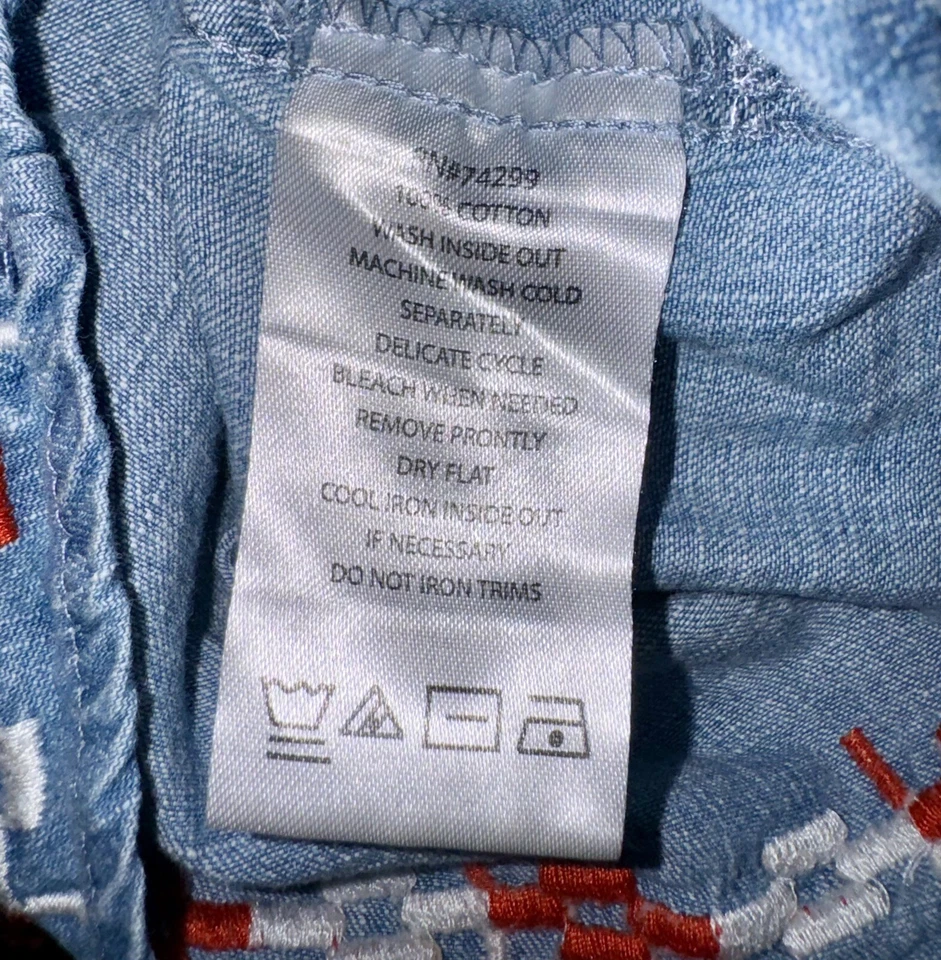 RN#74299
100% COTTON
WASH INSIDE OUT
MACHINE WASH COLD
SEPARATELY
DELICATE CYCLE
BLEACH WHEN NEEDED
REMOVE PRONTLY
DRY FLAT
COOL IRON INSIDE OUT
IF NECESSARY
DO NOT IRON TRIMS